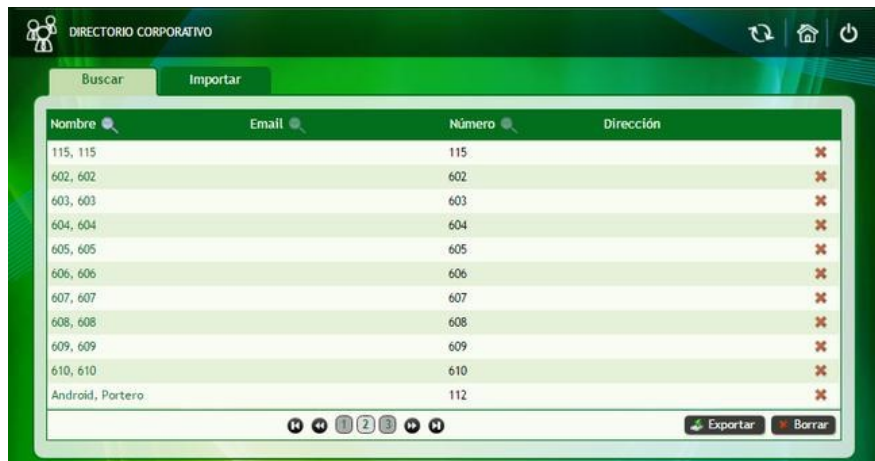 DIRECTORIO CORPORATIVO
Buscar Importar
Nombre Email Número Dirección
115, 115 115
602, 602 602
603, 603 603
604, 604 604
605, 605 605
606, 606 606
607, 607 607
608, 608 608
609, 609 609
610, 610 610
Android, Portero 112
1 2 3 Exportar Borrar